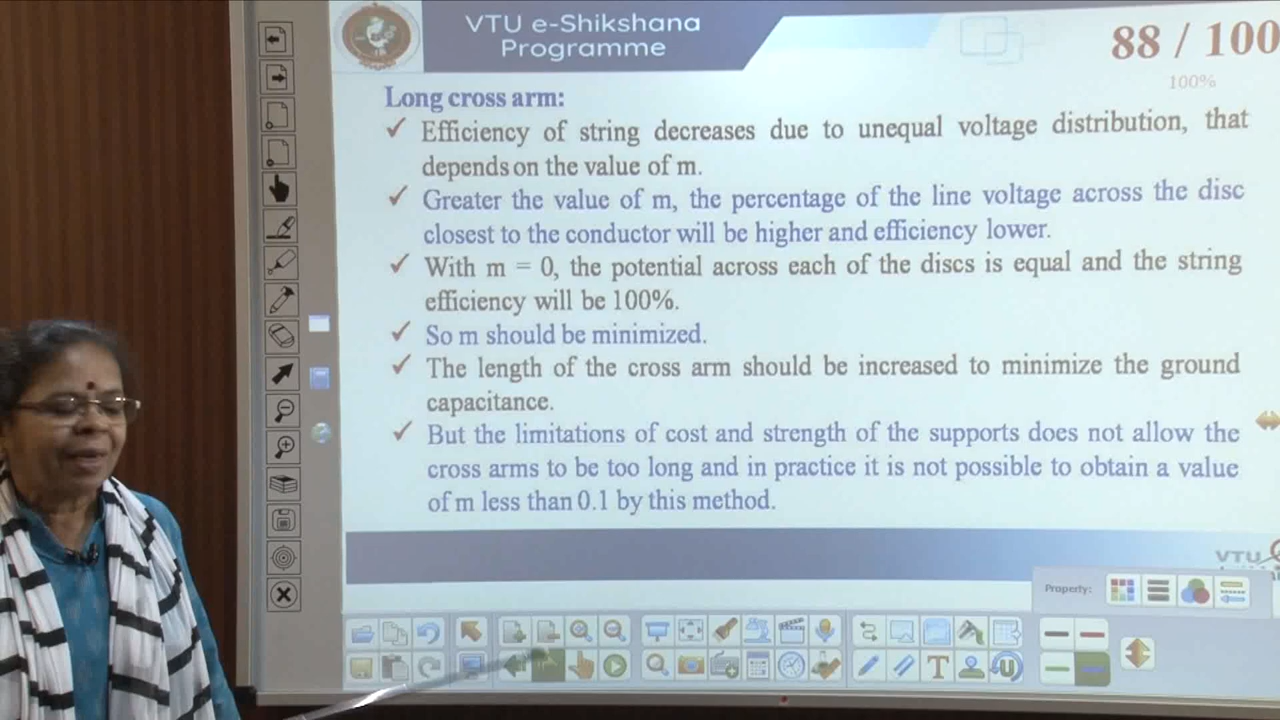 VTU e-Shikshana
Programme
88 / 100
100%
Long cross arm:
✓ Efficiency of string decreases due to unequal voltage distribution, that
depends on the value of m.
✓ Greater the value of m, the percentage of the line voltage across the disc
closest to the conductor will be higher and efficiency lower.
✓ With m = 0, the potential across each of the discs is equal and the string
efficiency will be 100%.
✓ So m should be minimized.
✓ The length of the cross arm should be increased to minimize the ground
capacitance.
✓ But the limitations of cost and strength of the supports does not allow the
cross arms to be too long and in practice it is not possible to obtain a value
of m less than 0.1 by this method.
VTU
Property: